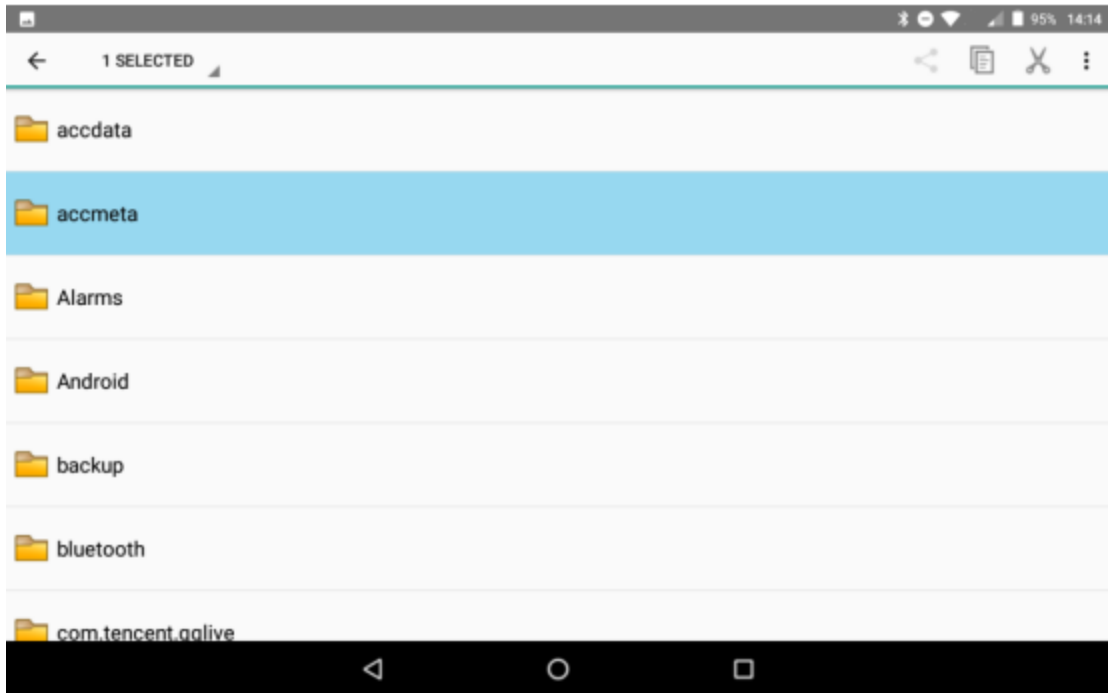 95% 14:14
1 SELECTED
accdata
accmeta
Alarms
Android
backup
bluetooth
com.tencent.qqlive